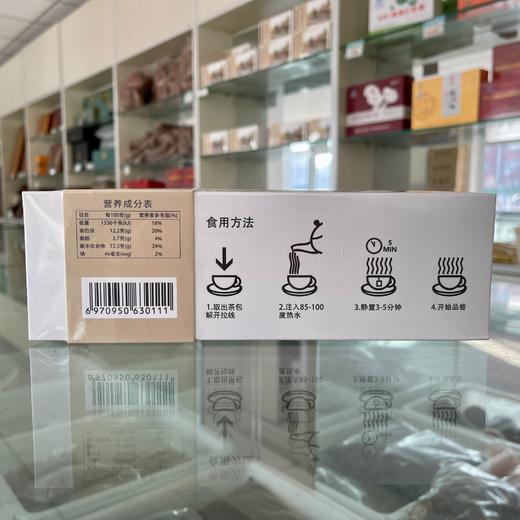 营养成分表
项目 每100克(g) 营养素参考值(%)
能量 1536千焦(kJ) 18%
蛋白质 12.2克(g) 20%
脂肪 2.7克(g) 4%
碳水化合物 72.3克(g) 24%
钠 46毫克(mg) 2%
6 970950 630111
食用方法
5
MIN
1.取出茶包
解开拉线
2.注入85-100
度热水
3.静置3-5分钟
4.开始品尝